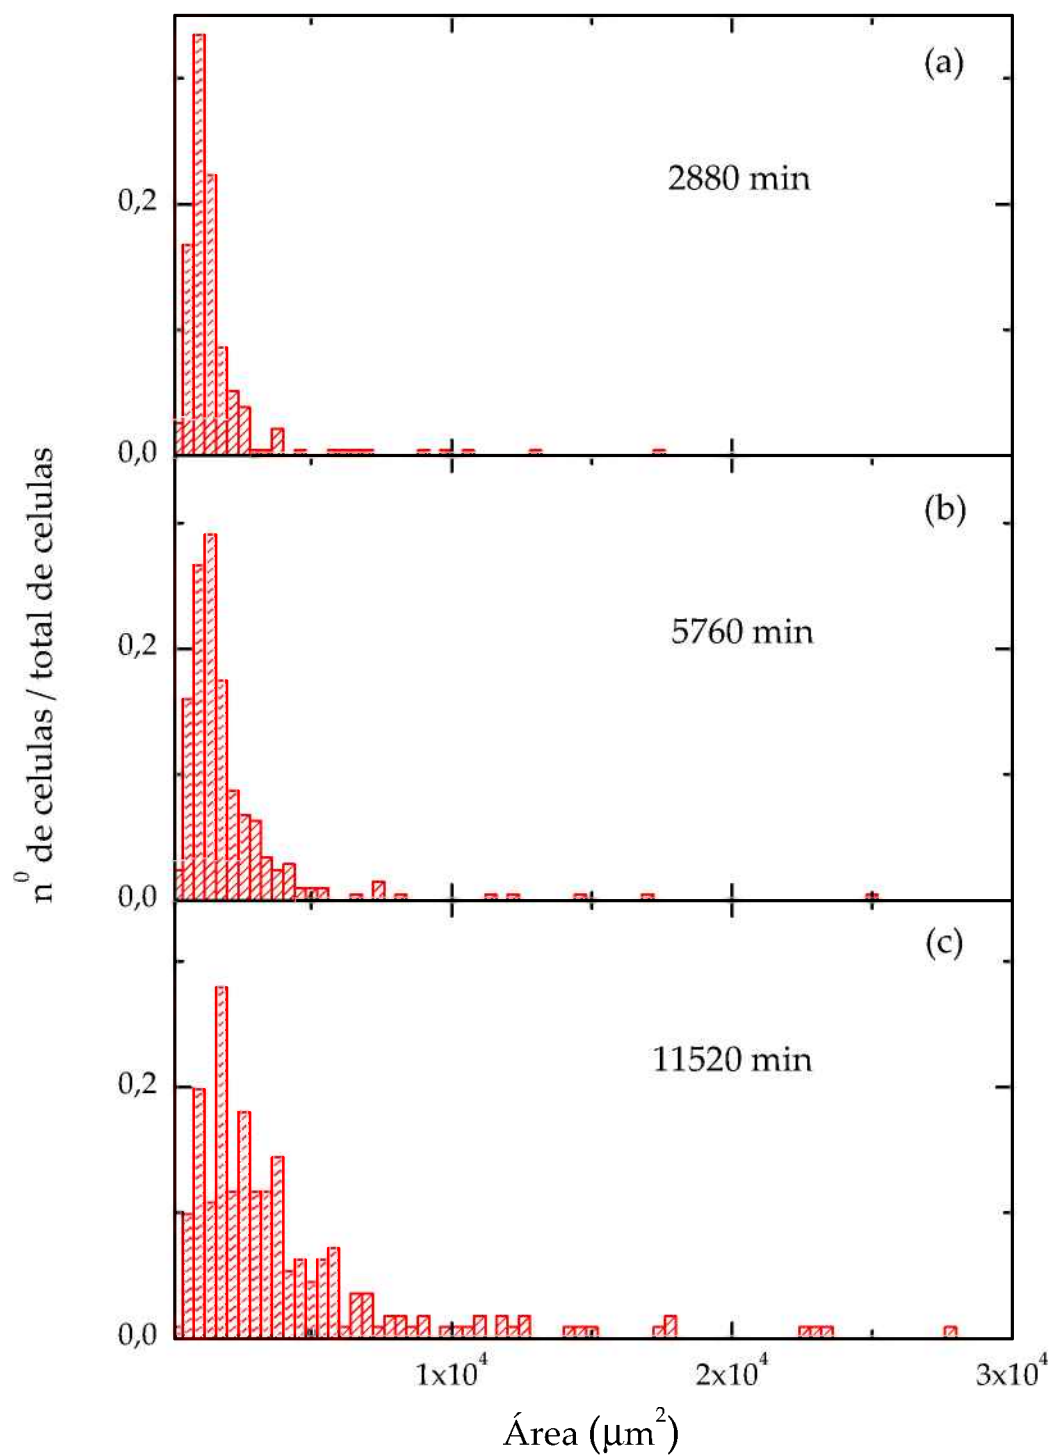 (a)
2880 min
0,2
0,0
(b)
5760 min
0,2
0,0
(c)
11520 min
0,2
0,0
n⁰ de celulas / total de celulas
1x10⁴ 2x10⁴ 3x10⁴
Área (μm²)